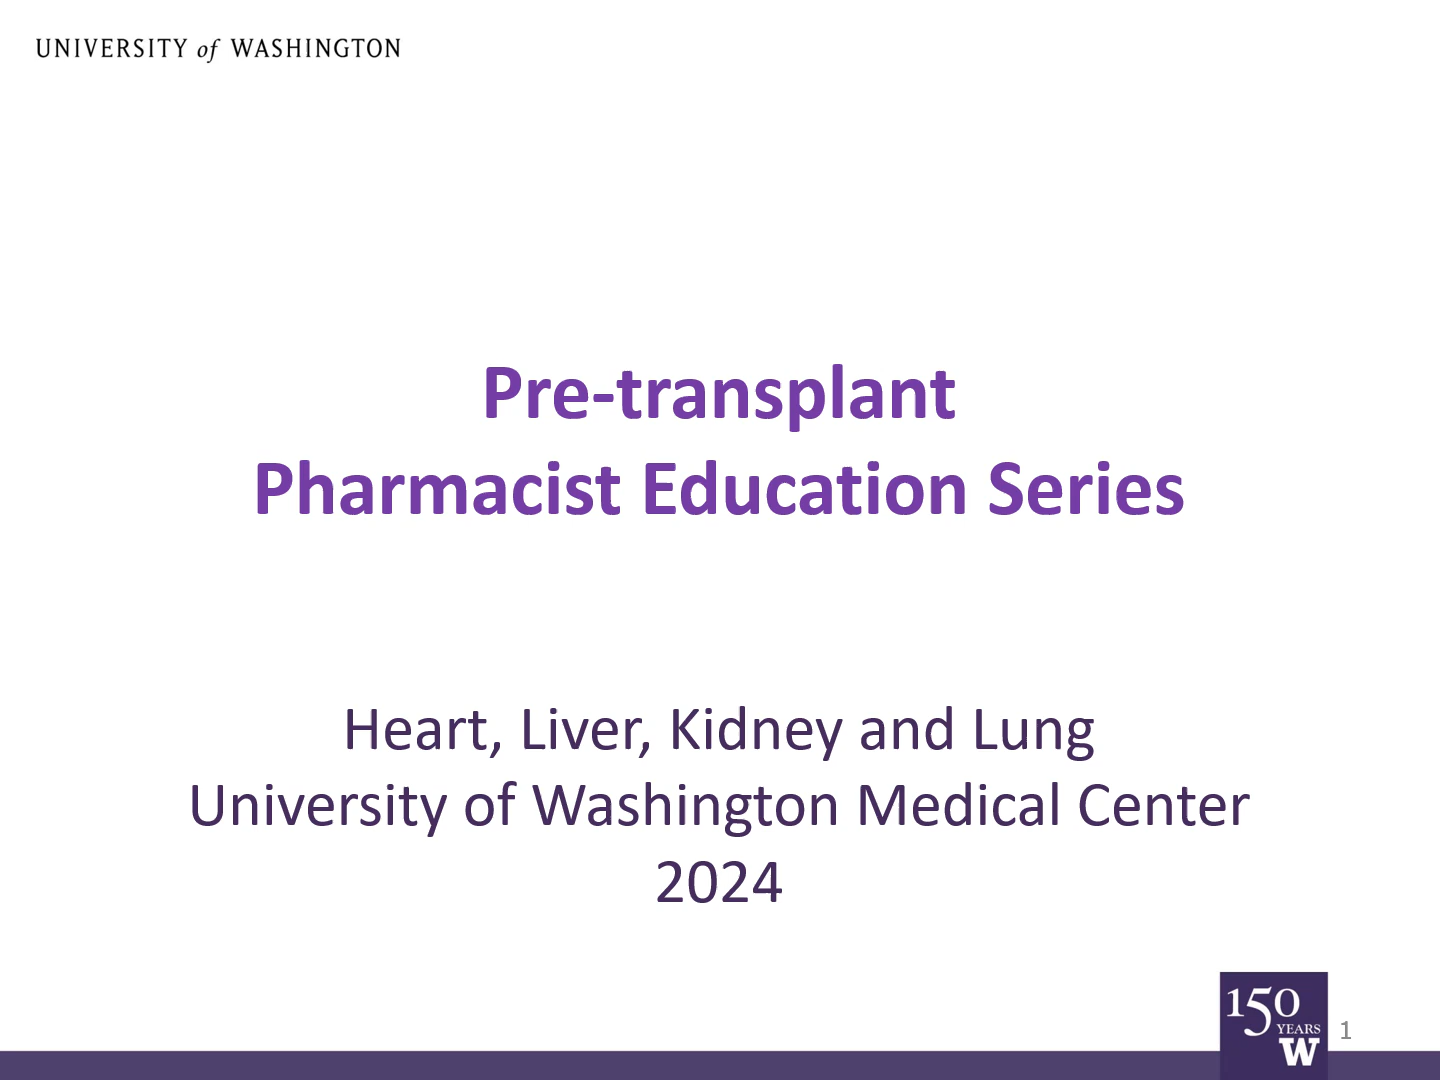 UNIVERSITY of WASHINGTON
Pre-transplant
Pharmacist Education Series
Heart, Liver, Kidney and Lung
University of Washington Medical Center
2024
150
YEARS
W
1